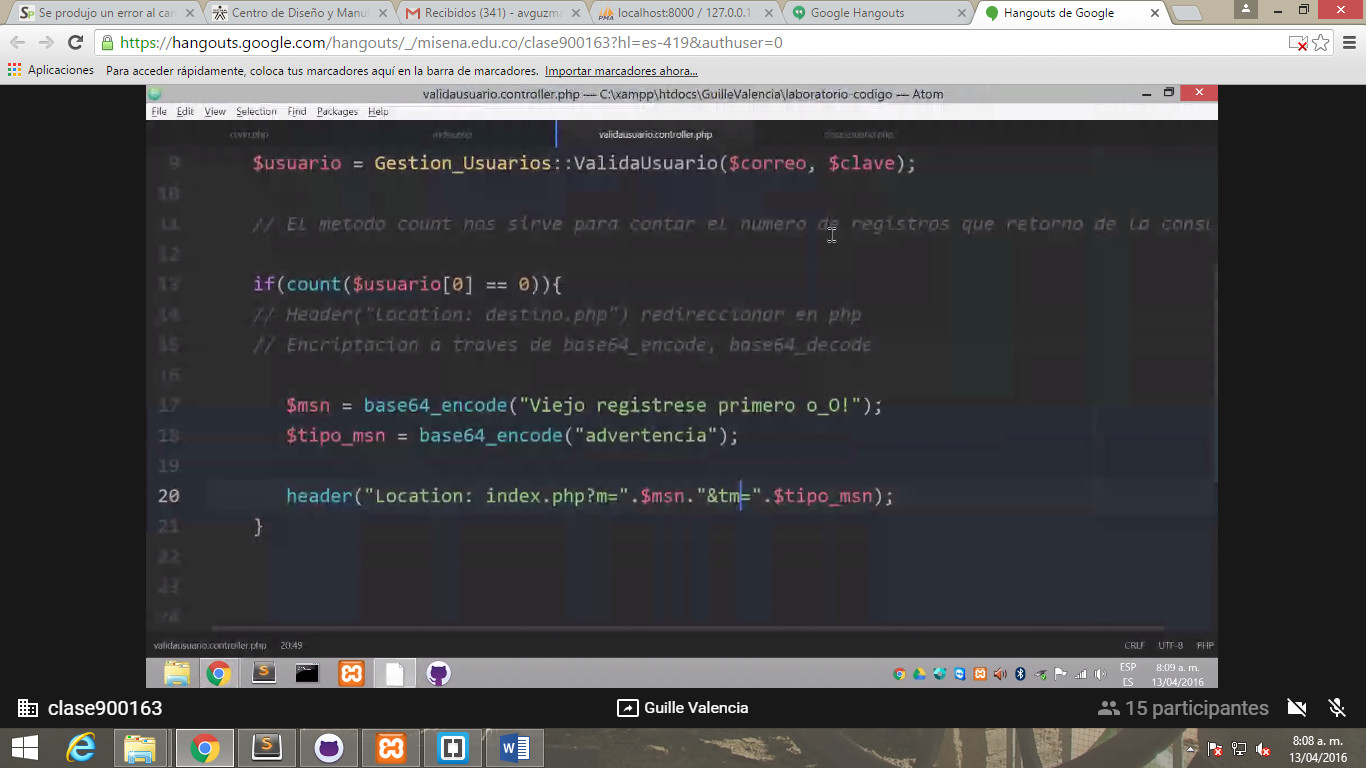 Se produjo un error al ca
Centro de Diseño y Manu
Recibidos (341) - avguzma
localhost:8000 / 127.0.0.1
Google Hangouts
Hangouts de Google
https://hangouts.google.com/hangouts/_/misena.edu.co/clase900163?hl=es-419&authuser=0
Aplicaciones Para acceder rápidamente, coloca tus marcadores aquí en la barra de marcadores. Importar marcadores ahora...
validausuario.controller.php — C:\xampp\htdocs\GuilleValencia\laboratorio-codigo — Atom
File Edit View Selection Find Packages Help
validausuario.controller.php
9 $usuario = Gestion_Usuarios::ValidaUsuario($correo, $clave);
10
11 // El metodo count nos sirve para contar el numero de registros que retorno de la consu
12
13 if(count($usuario[0] == 0)){
14 // Header("Location: destino.php") redireccionar en php
15 // Encriptacion a traves de base64_encode, base64_decode
16
17 $msn = base64_encode("Viejo registrese primero o_O!");
18 $tipo_msn = base64_encode("advertencia");
19
20 header("Location: index.php?m=".$msn."&tm=".$tipo_msn);
21 }
22
23
validausuario.controller.php 20:49 CRLF UTF-8 PHP
ESP 8:09 a. m.
ES 13/04/2016
clase900163 Guille Valencia 15 participantes
8:08 a. m.
13/04/2016